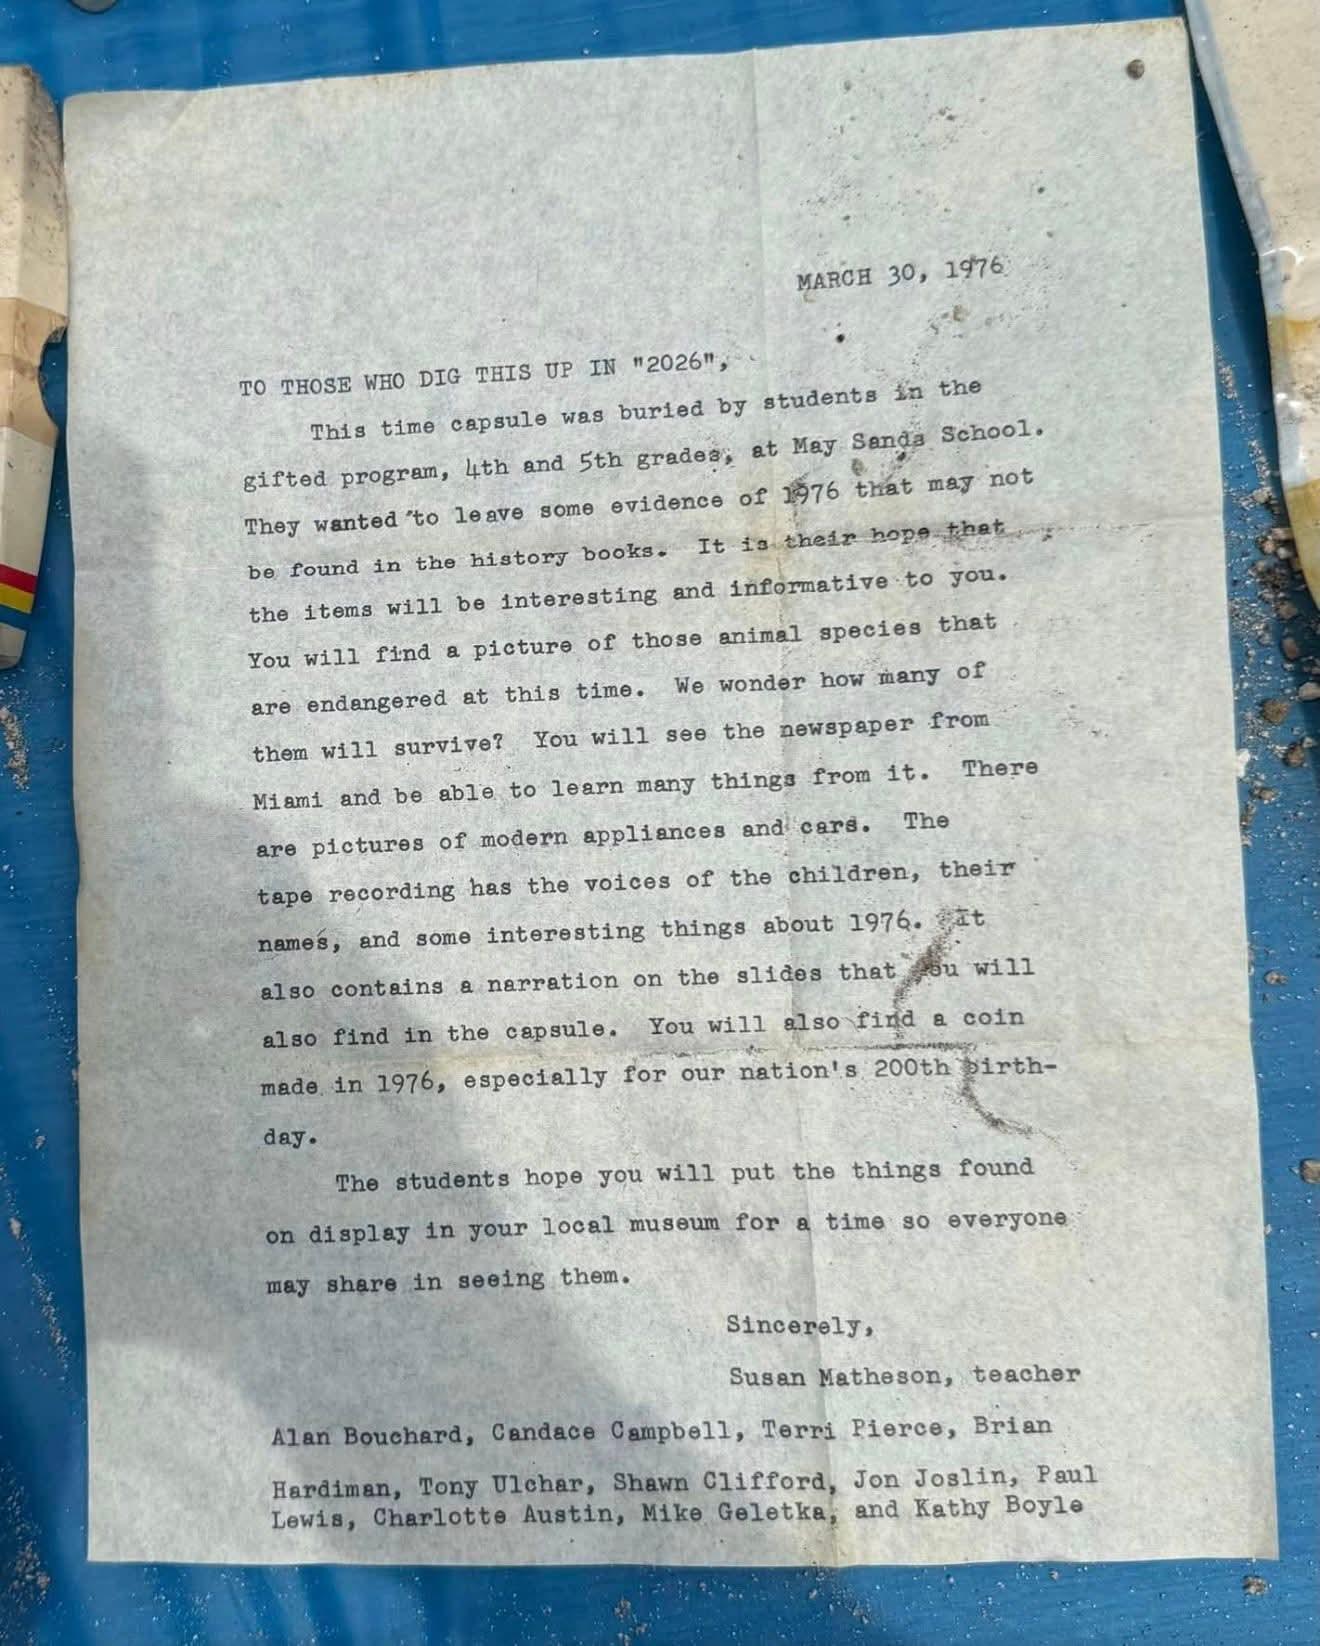 MARCH 30, 1976
TO THOSE WHO DIG THIS UP IN "2026",
This time capsule was buried by students in the
gifted program, 4th and 5th grades, at May Sands School.
They wanted to leave some evidence of 1976 that may not
be found in the history books. It is their hope that
the items will be interesting and informative to you.
You will find a picture of those animal species that
are endangered at this time. We wonder how many of
them will survive? You will see the newspaper from
Miami and be able to learn many things from it. There
are pictures of modern appliances and cars. The
tape recording has the voices of the children, their
names, and some interesting things about 1976. It
also contains a narration on the slides that you will
also find in the capsule. You will also find a coin
made in 1976, especially for our nation's 200th birth-
day.
The students hope you will put the things found
on display in your local museum for a time so everyone
may share in seeing them.
Sincerely,
Susan Matheson, teacher
Alan Bouchard, Candace Campbell, Terri Pierce, Brian
Hardiman, Tony Ulchar, Shawn Clifford, Jon Joslin, Paul
Lewis, Charlotte Austin, Mike Geletka, and Kathy Boyle